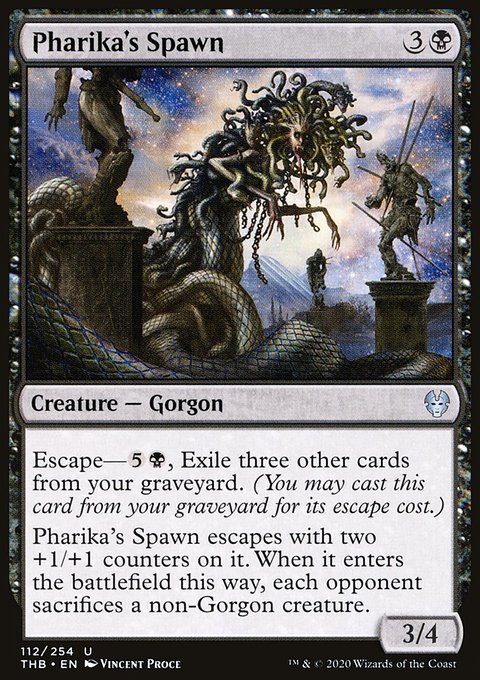 Pharika's Spawn 3
Creature — Gorgon
Escape—5, Exile three other cards
from your graveyard. (You may cast this
card from your graveyard for its escape cost.)
Pharika's Spawn escapes with two
+1/+1 counters on it. When it enters
the battlefield this way, each opponent
sacrifices a non-Gorgon creature.
3/4
112/254 U
THB • EN Vincent Proce
™ & © 2020 Wizards of the Coast